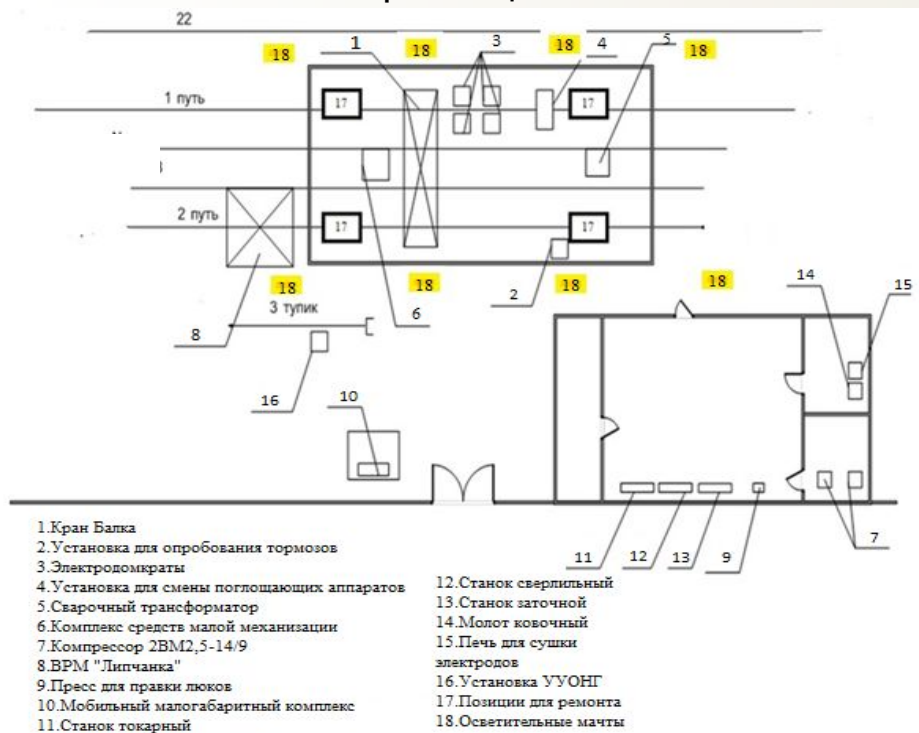 22
18 1 18 3 18 4 5 18
1 путь 17 17
2 путь 17 17
18 18 18 18
3 тупик
8 6 2 14 15
16 10
11 12 13 9 7
1.Кран Балка
2.Установка для опробования тормозов
3.Электродомкраты
4.Установка для смены поглощающих аппаратов
5.Сварочный трансформатор
6.Комплекс средств малой механизации
7.Компрессор 2ВМ2,5-14/9
8.ВРМ "Липчанка"
9.Пресс для правки люков
10.Мобильный малогабаритный комплекс
11.Станок токарный
12.Станок сверлильный
13.Станок заточной
14.Молот ковочный
15.Печь для сушки
электродов
16.Установка УУОНГ
17.Позиции для ремонта
18.Осветительные мачты